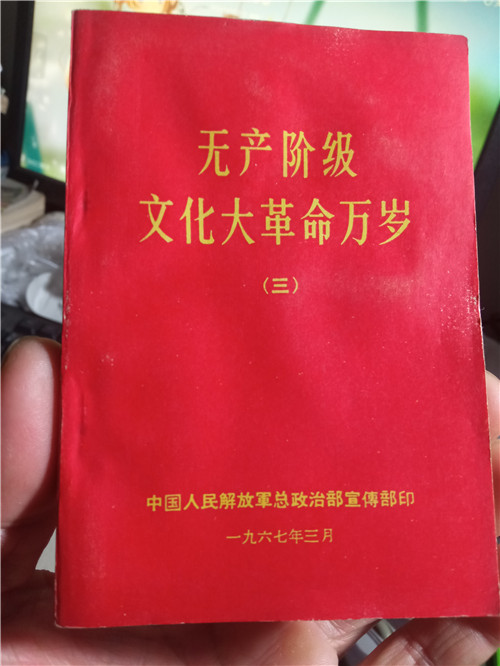 无产阶级
文化大革命万岁
（三）
中国人民解放軍总政治部宣傳部印
一九六七年三月